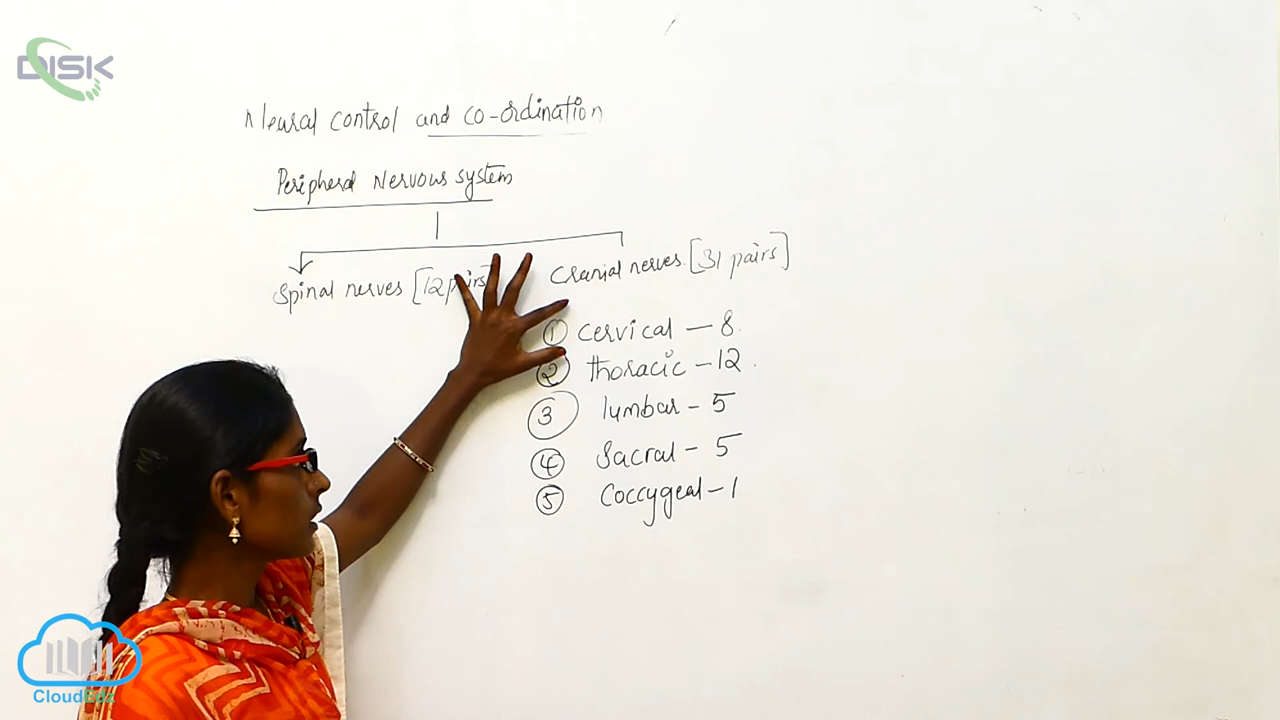 DISK
Neural control and co-ordination
Peripheral Nervous system
Spinal nerves [12 pairs]
Cranial nerves. [31 pairs]
① cervical – 8
② thoracic – 12
③ lumbar – 5
④ Sacral – 5
⑤ Coccygeal – 1
CloudEdz